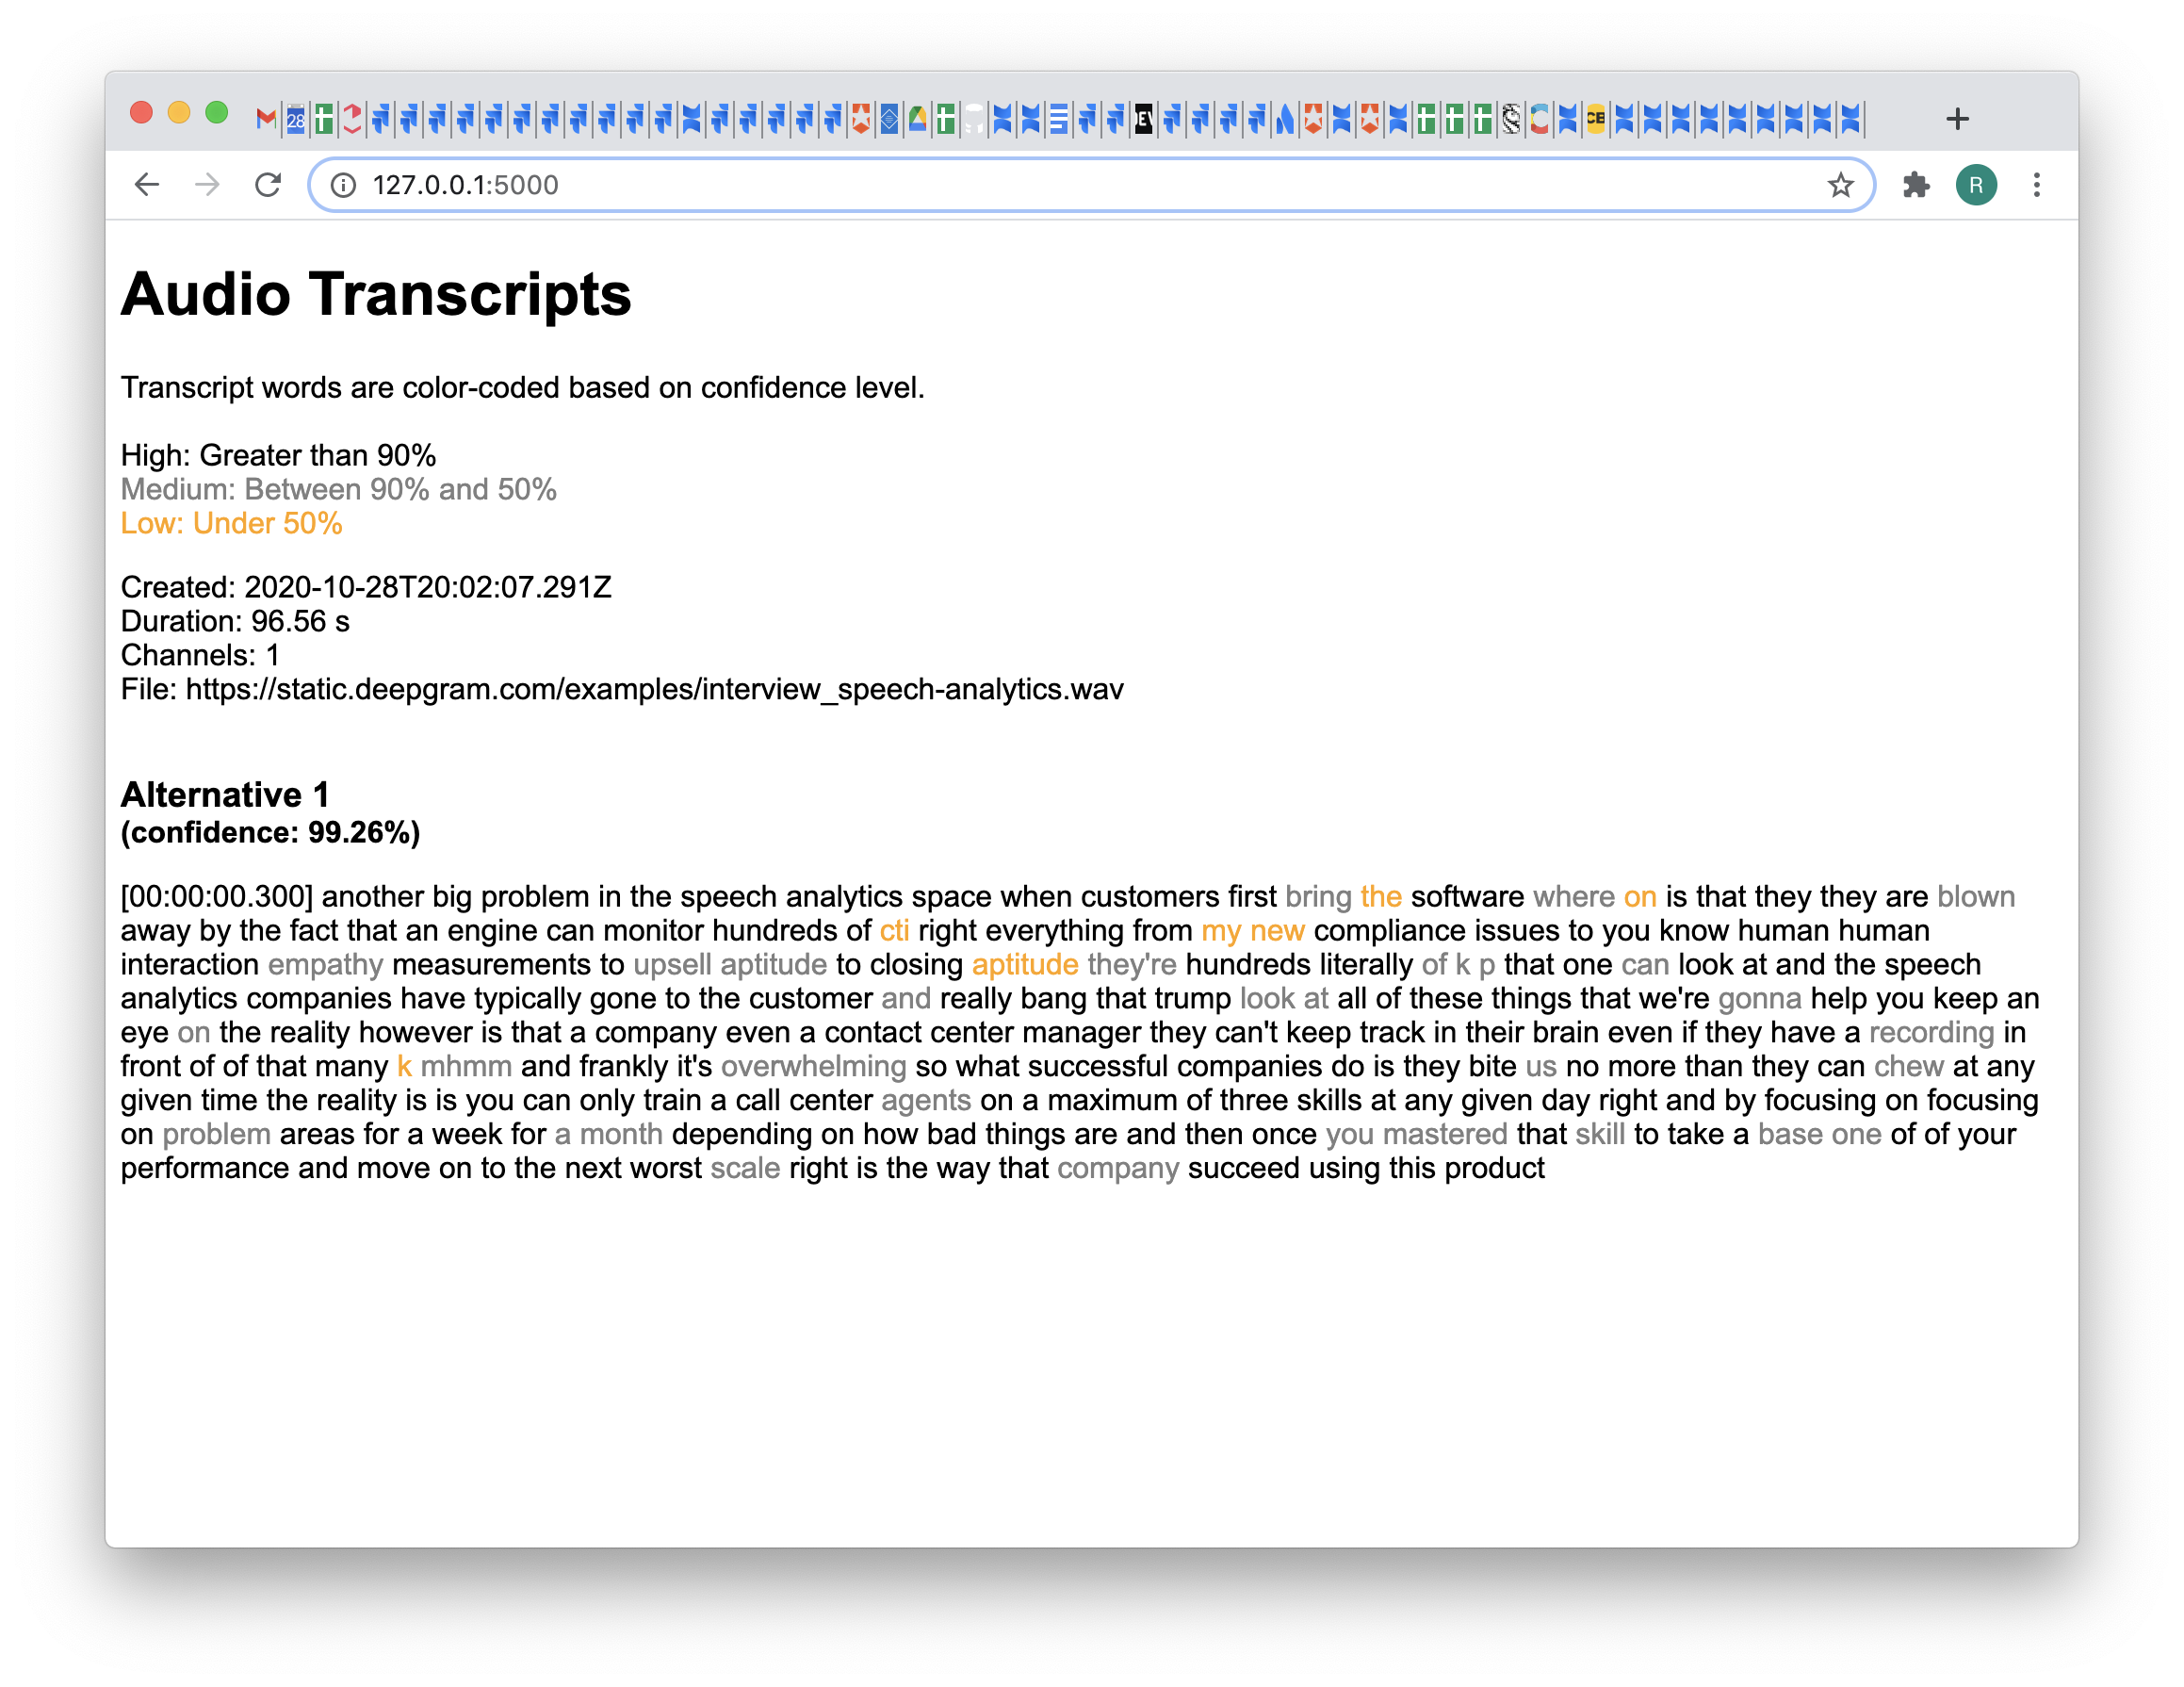 28
DEV
CB
127.0.0.1:5000
R
Audio Transcripts
Transcript words are color-coded based on confidence level.
High: Greater than 90%
Medium: Between 90% and 50%
Low: Under 50%
Created: 2020-10-28T20:02:07.291Z
Duration: 96.56 s
Channels: 1
File: https://static.deepgram.com/examples/interview_speech-analytics.wav
Alternative 1
(confidence: 99.26%)
[00:00:00.300] another big problem in the speech analytics space when customers first bring the software where on is that they they are blown
away by the fact that an engine can monitor hundreds of cti right everything from my new compliance issues to you know human human
interaction empathy measurements to upsell aptitude to closing aptitude they're hundreds literally of k p that one can look at and the speech
analytics companies have typically gone to the customer and really bang that trump look at all of these things that we're gonna help you keep an
eye on the reality however is that a company even a contact center manager they can't keep track in their brain even if they have a recording in
front of of that many k mhmm and frankly it's overwhelming so what successful companies do is they bite us no more than they can chew at any
given time the reality is is you can only train a call center agents on a maximum of three skills at any given day right and by focusing on focusing
on problem areas for a week for a month depending on how bad things are and then once you mastered that skill to take a base one of of your
performance and move on to the next worst scale right is the way that company succeed using this product